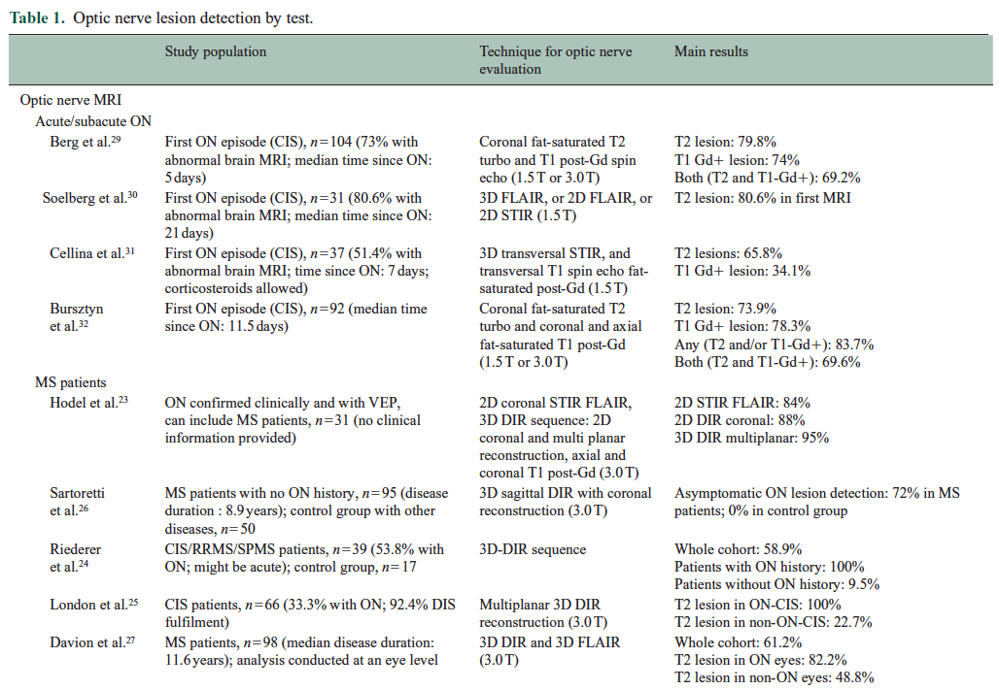 Table 1. Optic nerve lesion detection by test.
Study population
Technique for optic nerve
evaluation
Main results
Optic nerve MRI
Acute/subacute ON
Berg et al.29
First ON episode (CIS), n=104 (73% with
abnormal brain MRI; median time since ON:
5 days)
Coronal fat-saturated T2
turbo and T1 post-Gd spin
echo (1.5 T or 3.0 T)
T2 lesion: 79.8%
T1 Gd+ lesion: 74%
Both (T2 and T1-Gd+): 69.2%
Soelberg et al.30
First ON episode (CIS), n=31 (80.6% with
abnormal brain MRI; median time since ON:
21 days)
3D FLAIR, or 2D FLAIR, or
2D STIR (1.5 T)
T2 lesion: 80.6% in first MRI
Cellina et al.31
First ON episode (CIS), n=37 (51.4% with
abnormal brain MRI; time since ON: 7 days;
corticosteroids allowed)
3D transversal STIR, and
transversal T1 spin echo fat-
saturated post-Gd (1.5 T)
T2 lesions: 65.8%
T1 Gd+ lesion: 34.1%
Bursztyn
et al.32
First ON episode (CIS), n=92 (median time
since ON: 11.5 days)
Coronal fat-saturated T2
turbo and coronal and axial
fat-saturated T1 post-Gd
(1.5 T or 3.0 T)
T2 lesion: 73.9%
T1 Gd+ lesion: 78.3%
Any (T2 and/or T1-Gd+): 83.7%
Both (T2 and T1-Gd+): 69.6%
MS patients
Hodel et al.23
ON confirmed clinically and with VEP,
can include MS patients, n=31 (no clinical
information provided)
2D coronal STIR FLAIR,
3D DIR sequence: 2D
coronal and multi planar
reconstruction, axial and
coronal T1 post-Gd (3.0 T)
2D STIR FLAIR: 84%
2D DIR coronal: 88%
3D DIR multiplanar: 95%
Sartoretti
et al.26
MS patients with no ON history, n=95 (disease
duration : 8.9 years); control group with other
diseases, n=50
3D sagittal DIR with coronal
reconstruction (3.0 T)
Asymptomatic ON lesion detection: 72% in MS
patients; 0% in control group
Riederer
et al.24
CIS/RRMS/SPMS patients, n=39 (53.8% with
ON; might be acute); control group, n=17
3D-DIR sequence
Whole cohort: 58.9%
Patients with ON history: 100%
Patients without ON history: 9.5%
London et al.25
CIS patients, n=66 (33.3% with ON; 92.4% DIS
fulfilment)
Multiplanar 3D DIR
reconstruction (3.0 T)
T2 lesion in ON-CIS: 100%
T2 lesion in non-ON-CIS: 22.7%
Davion et al.27
MS patients, n=98 (median disease duration:
11.6 years); analysis conducted at an eye level
3D DIR and 3D FLAIR
(3.0 T)
Whole cohort: 61.2%
T2 lesion in ON eyes: 82.2%
T2 lesion in non-ON eyes: 48.8%